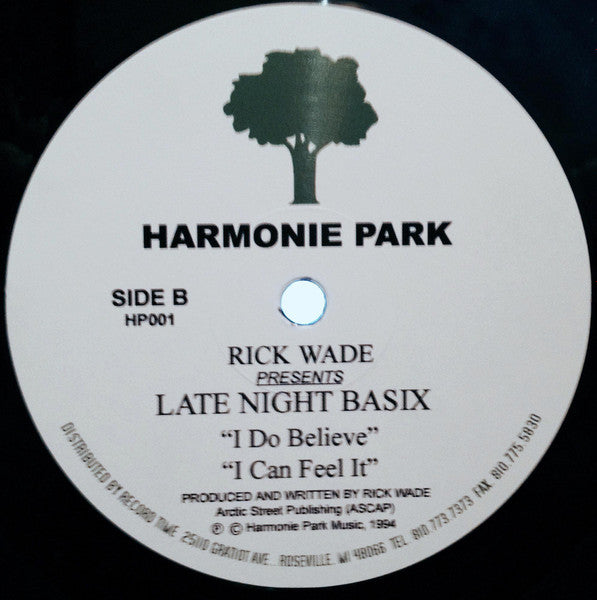 HARMONIE PARK
SIDE B
HP001
RICK WADE
PRESENTS
LATE NIGHT BASIX
“I Do Believe”
“I Can Feel It”
PRODUCED AND WRITTEN BY RICK WADE
Arctic Street Publishing (ASCAP)
Ⓟ © Harmonie Park Music, 1994
DISTRIBUTED BY RECORD TIME 25110 GRATIOT AVE. ROSEVILLE, MI 48066 TEL. 810.773.7373 FAX. 810.775.5830